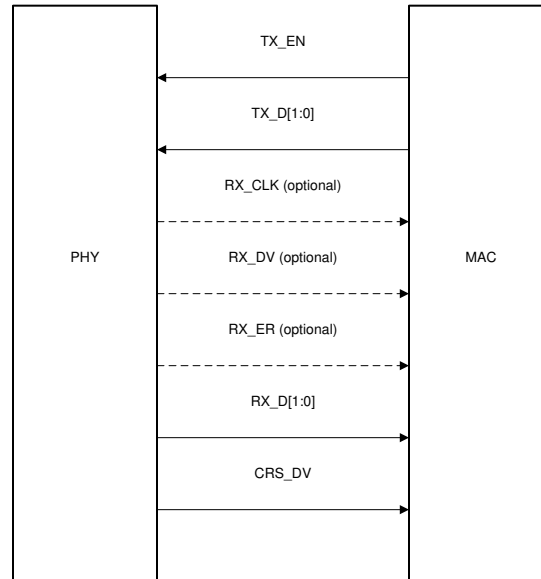 TX_EN
TX_D[1:0]
RX_CLK (optional)
PHY
RX_DV (optional)
MAC
RX_ER (optional)
RX_D[1:0]
CRS_DV